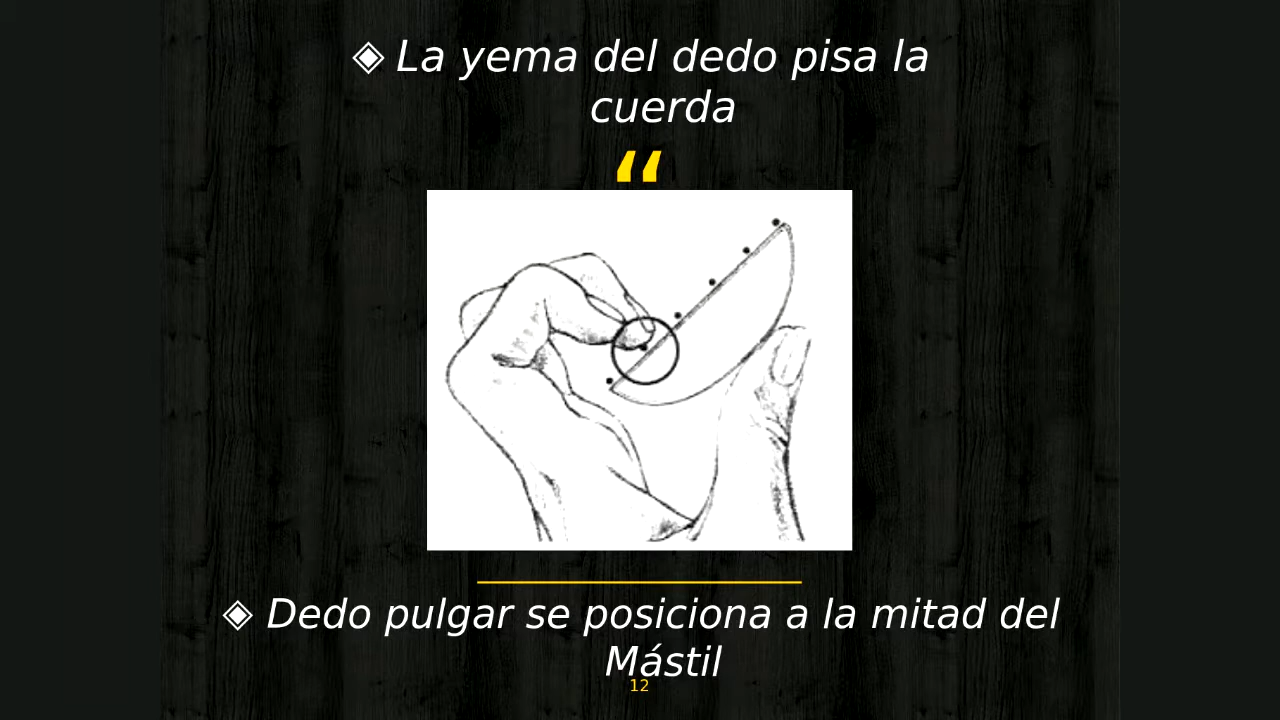 ◈ La yema del dedo pisa la
cuerda
“
◈ Dedo pulgar se posiciona a la mitad del
Mástil
12